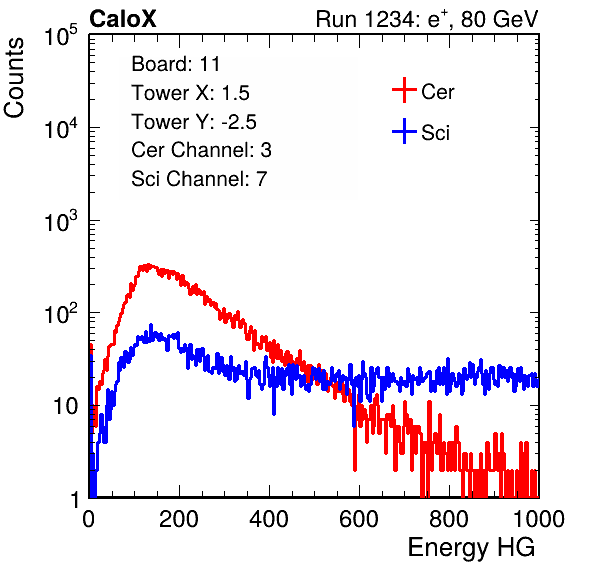 CaloX Run 1234: e⁺, 80 GeV
Counts
Board: 11
Tower X: 1.5
Tower Y: -2.5
Cer Channel: 3
Sci Channel: 7
Cer
Sci
10⁵
10⁴
10³
10²
10
1
0 200 400 600 800 1000
Energy HG